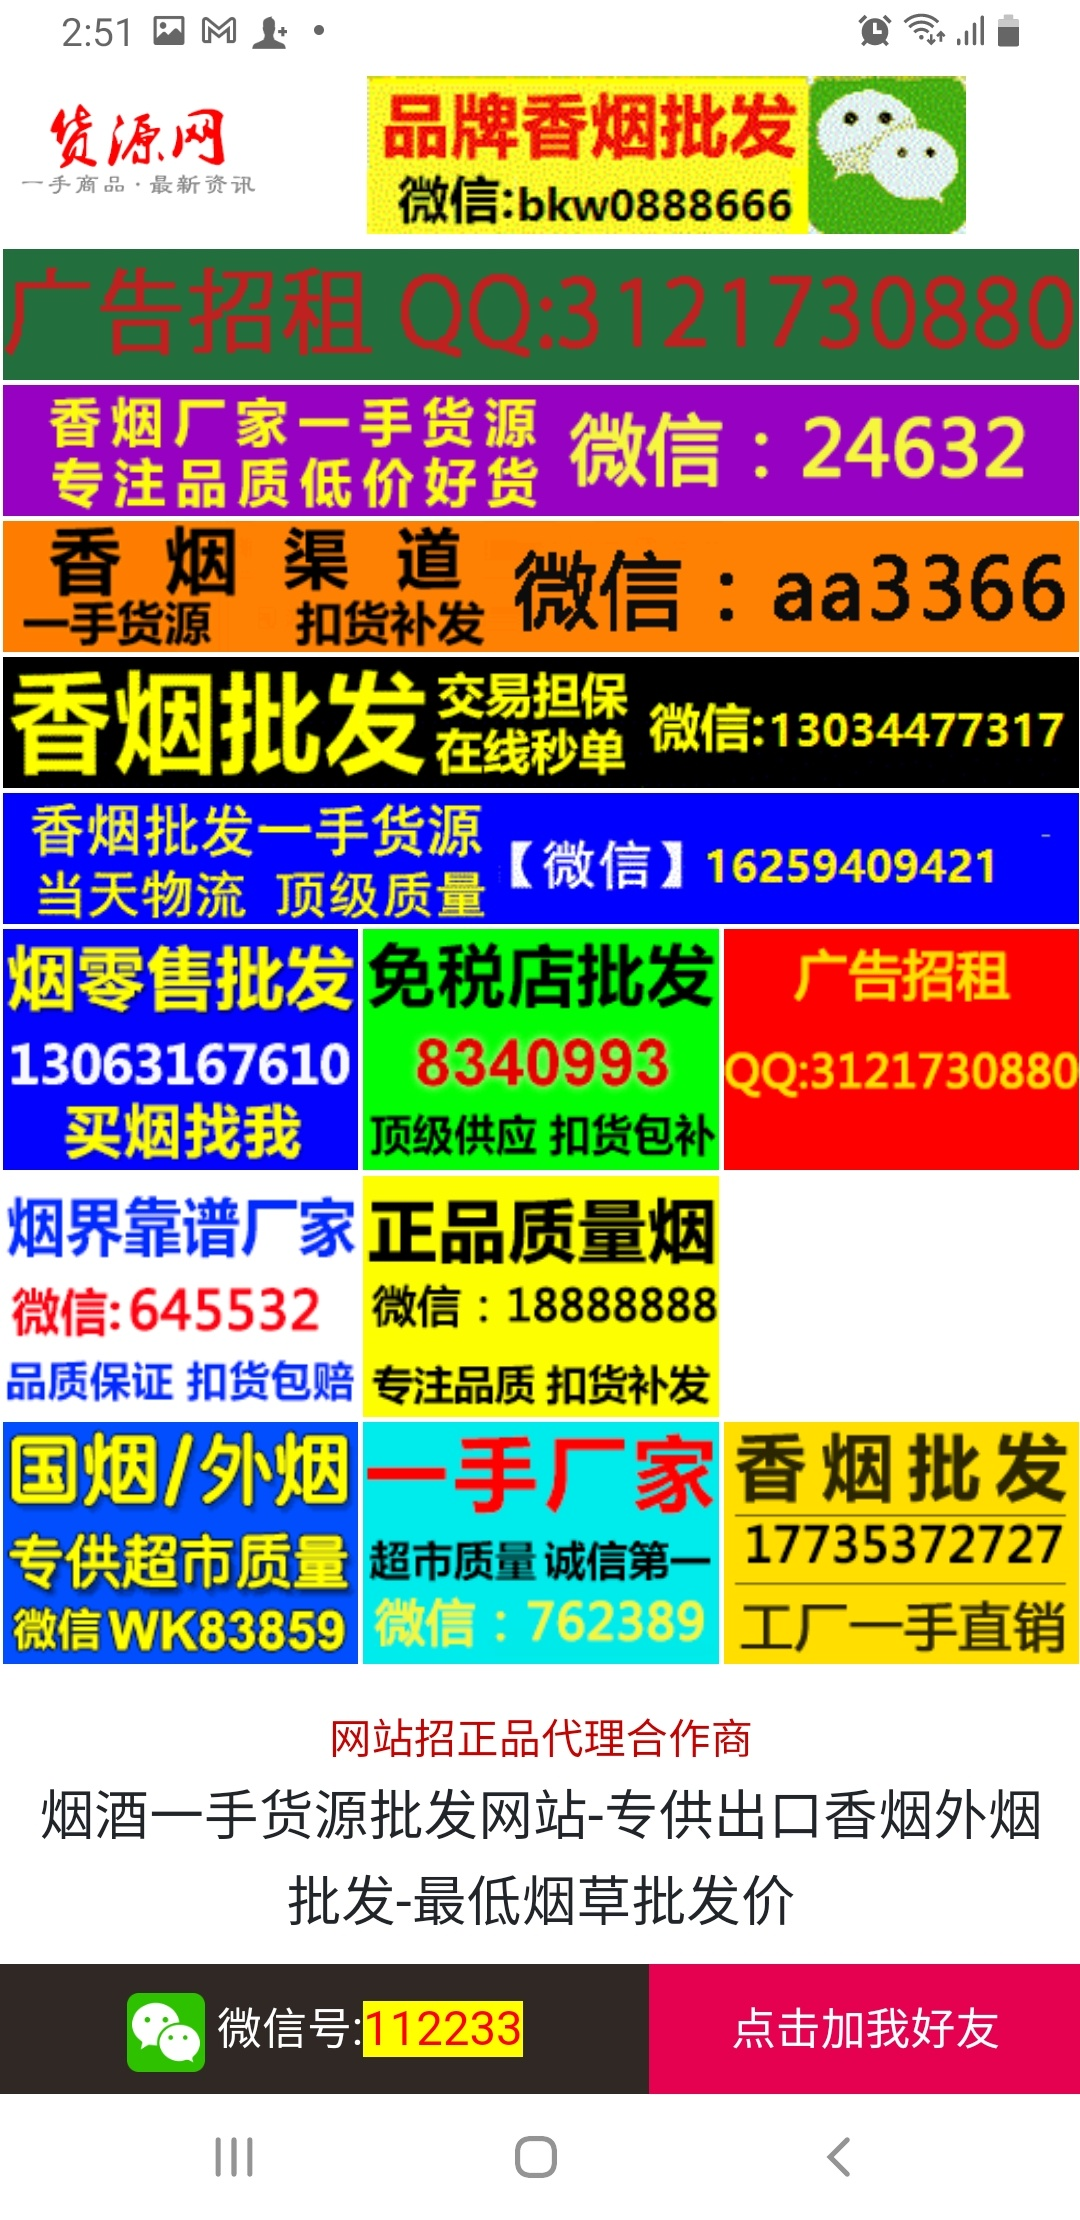 2:51
货源网
一手商品·最新资讯
品牌香烟批发
微信:bkw0888666
广告招租 QQ:3121730880
香烟厂家一手货源
专注品质低价好货
微信：24632
香烟渠道
一手货源 扣货补发
微信：aa3366
香烟批发
交易担保
在线秒单
微信:13034477317
香烟批发一手货源
当天物流 顶级质量
【微信】16259409421
烟零售批发
13063167610
买烟找我
免税店批发
8340993
顶级供应 扣货包补
广告招租
QQ:3121730880
烟界靠谱厂家
微信:645532
品质保证 扣货包赔
正品质量烟
微信：18888888
专注品质 扣货补发
国烟/外烟
专供超市质量
微信WK83859
一手厂家
超市质量 诚信第一
微信：762389
香烟批发
17735372727
工厂一手直销
网站招正品代理合作商
烟酒一手货源批发网站-专供出口香烟外烟
批发-最低烟草批发价
微信号:112233
点击加我好友